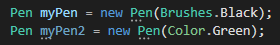 Pen myPen = new Pen(Brushes.Black);
Pen myPen2 = new Pen(Color.Green);